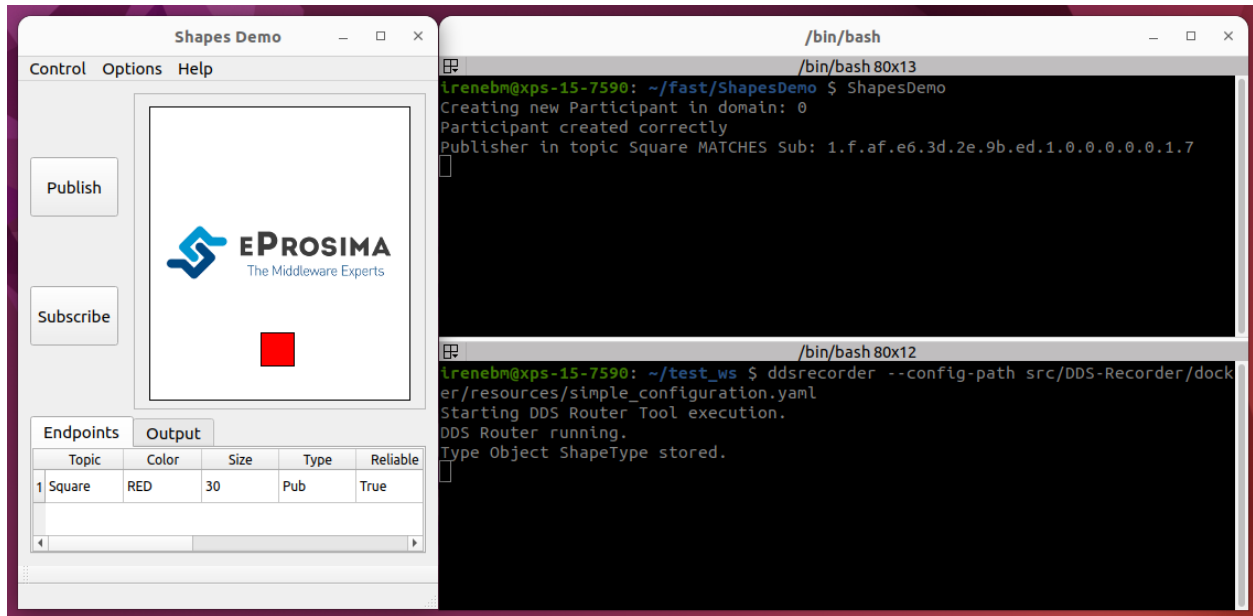 Shapes Demo
Control Options Help
Publish
Subscribe
EPROSIMA
The Middleware Experts
Endpoints Output
Topic Color Size Type Reliable
1 Square RED 30 Pub True
/bin/bash
/bin/bash 80x13
irenebm@xps-15-7590: ~/fast/ShapesDemo $ ShapesDemo
Creating new Participant in domain: 0
Participant created correctly
Publisher in topic Square MATCHES Sub: 1.f.af.e6.3d.2e.9b.ed.1.0.0.0.0.0.1.7
/bin/bash 80x12
irenebm@xps-15-7590: ~/test_ws $ ddsrecorder --config-path src/DDS-Recorder/dock
er/resources/simple_configuration.yaml
Starting DDS Router Tool execution.
DDS Router running.
Type Object ShapeType stored.